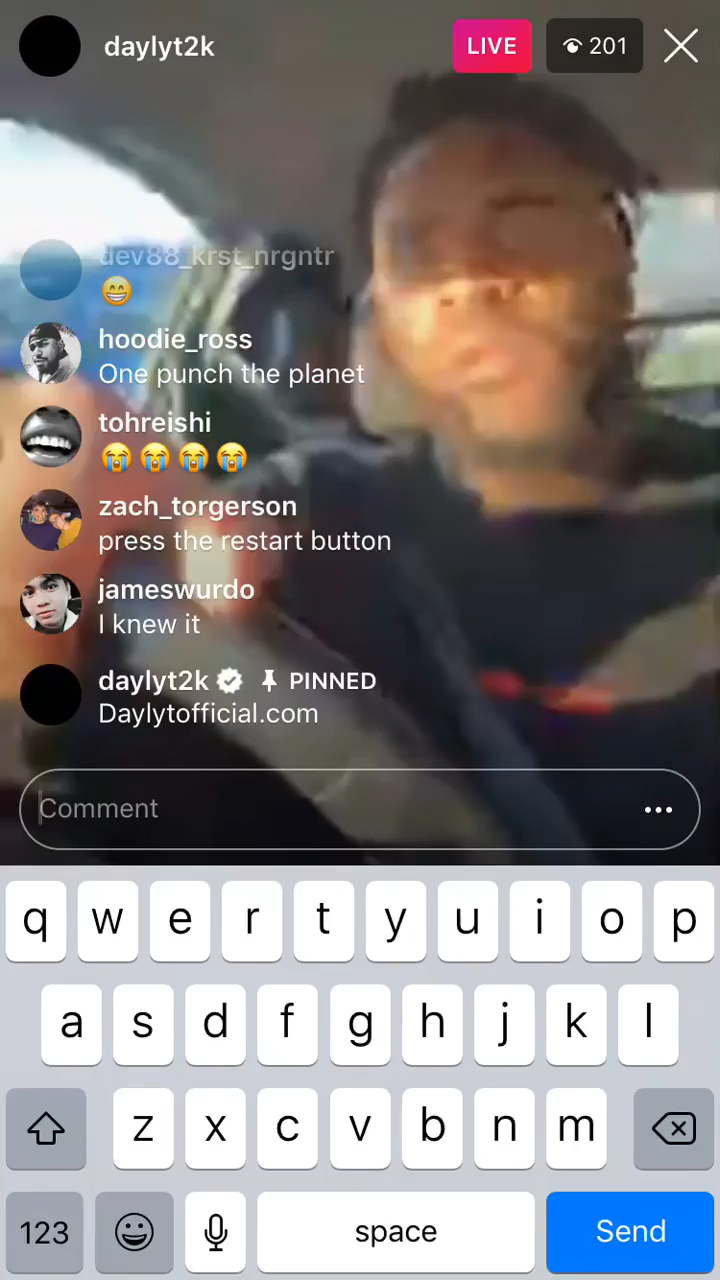 daylyt2k
LIVE
201
dev88_krst_nrgntr
😁
hoodie_ross
One punch the planet
tohreishi
😭 😭 😭 😭
zach_torgerson
press the restart button
jameswurdo
I knew it
daylyt2k PINNED
Daylytofficial.com
Comment
q w e r t y u i o p
a s d f g h j k l
z x c v b n m
123 space Send